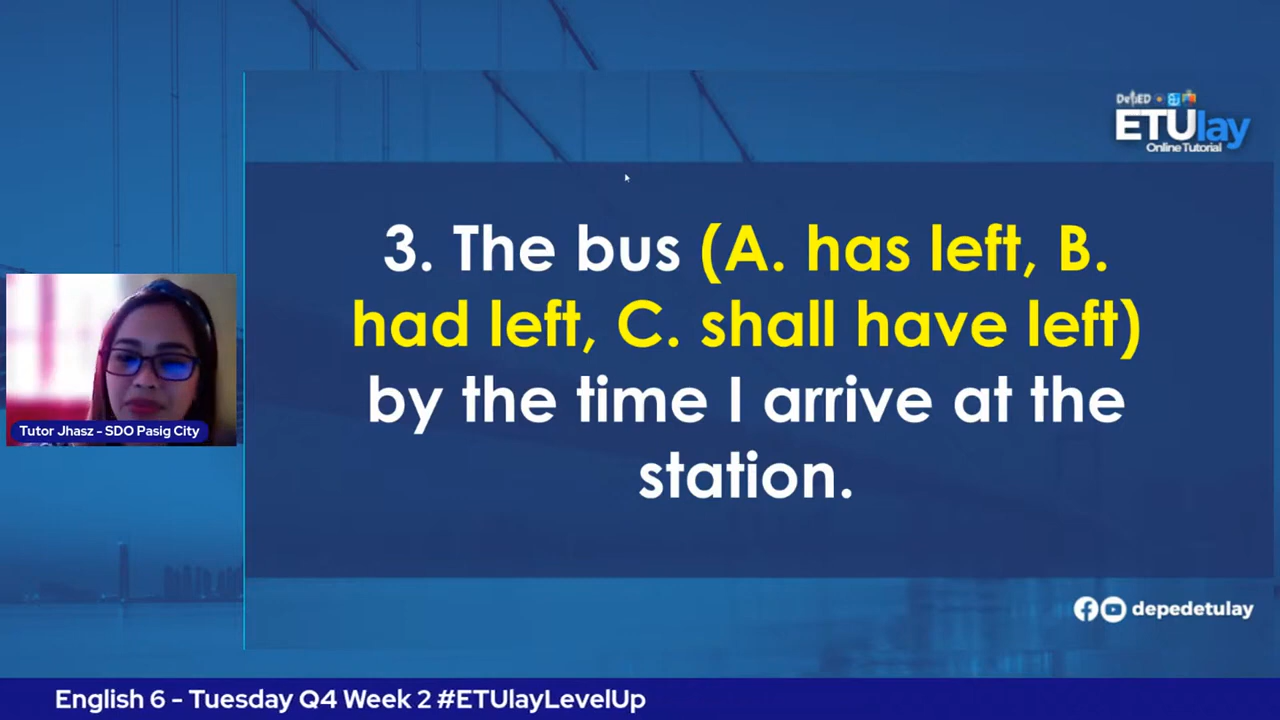 DepED
ETUlay
Online Tutorial
3. The bus (A. has left, B.
had left, C. shall have left)
by the time I arrive at the
station.
Tutor Jhasz - SDO Pasig City
depedetulay
English 6 - Tuesday Q4 Week 2 #ETUlayLevelUp